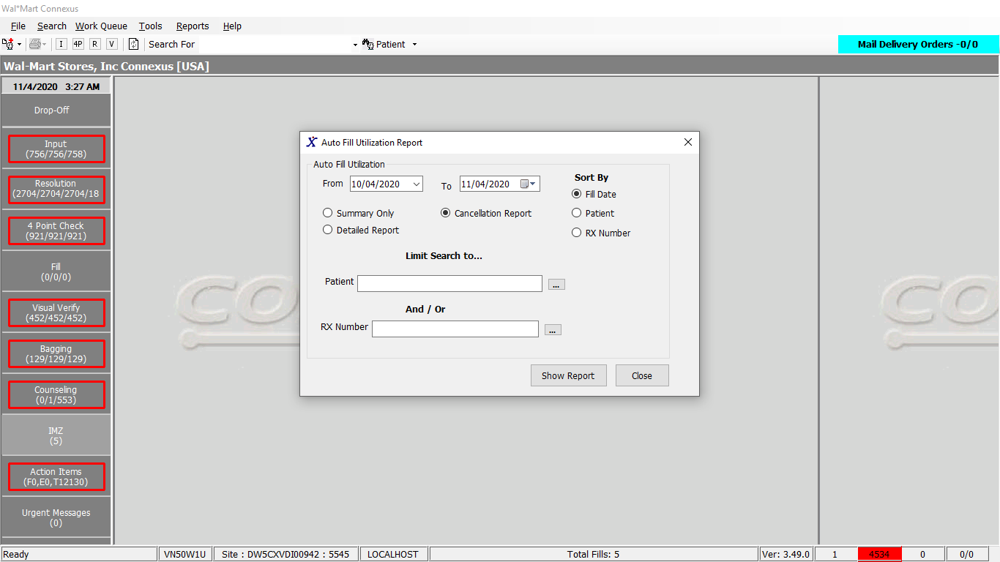 Wal*Mart Connexus
File Search Work Queue Tools Reports Help
I 4P R V Search For Patient Mail Delivery Orders -0/0
Wal-Mart Stores, Inc Connexus [USA]
11/4/2020 3:27 AM
Drop-Off
Input
(756/756/758)
Resolution
(2704/2704/2704/18
4 Point Check
(921/921/921)
Fill
(0/0/0)
Visual Verify
(452/452/452)
Bagging
(129/129/129)
Counseling
(0/1/553)
IMZ
(5)
Action Items
(F0,E0,T12130)
Urgent Messages
(0)
CO
CO
X Auto Fill Utilization Report
Auto Fill Utilization
From 10/04/2020 To 11/04/2020
Sort By
Fill Date
Summary Only Cancellation Report Patient
Detailed Report RX Number
Limit Search to...
Patient ...
And / Or
RX Number ...
Show Report Close
Ready VN50W1U Site : DW5CXVDI00942 : 5545 LOCALHOST Total Fills: 5 Ver: 3.49.0 1 4534 0 0/0